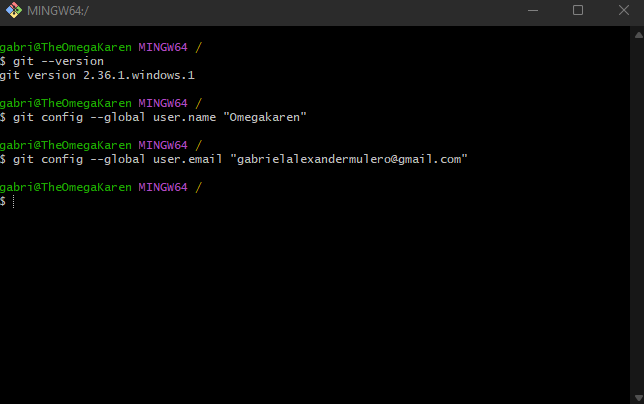 MINGW64:/
gabri@TheOmegaKaren MINGW64 /
$ git --version
git version 2.36.1.windows.1
gabri@TheOmegaKaren MINGW64 /
$ git config --global user.name "Omegakaren"
gabri@TheOmegaKaren MINGW64 /
$ git config --global user.email "gabrielalexandermulero@gmail.com"
gabri@TheOmegaKaren MINGW64 /
$